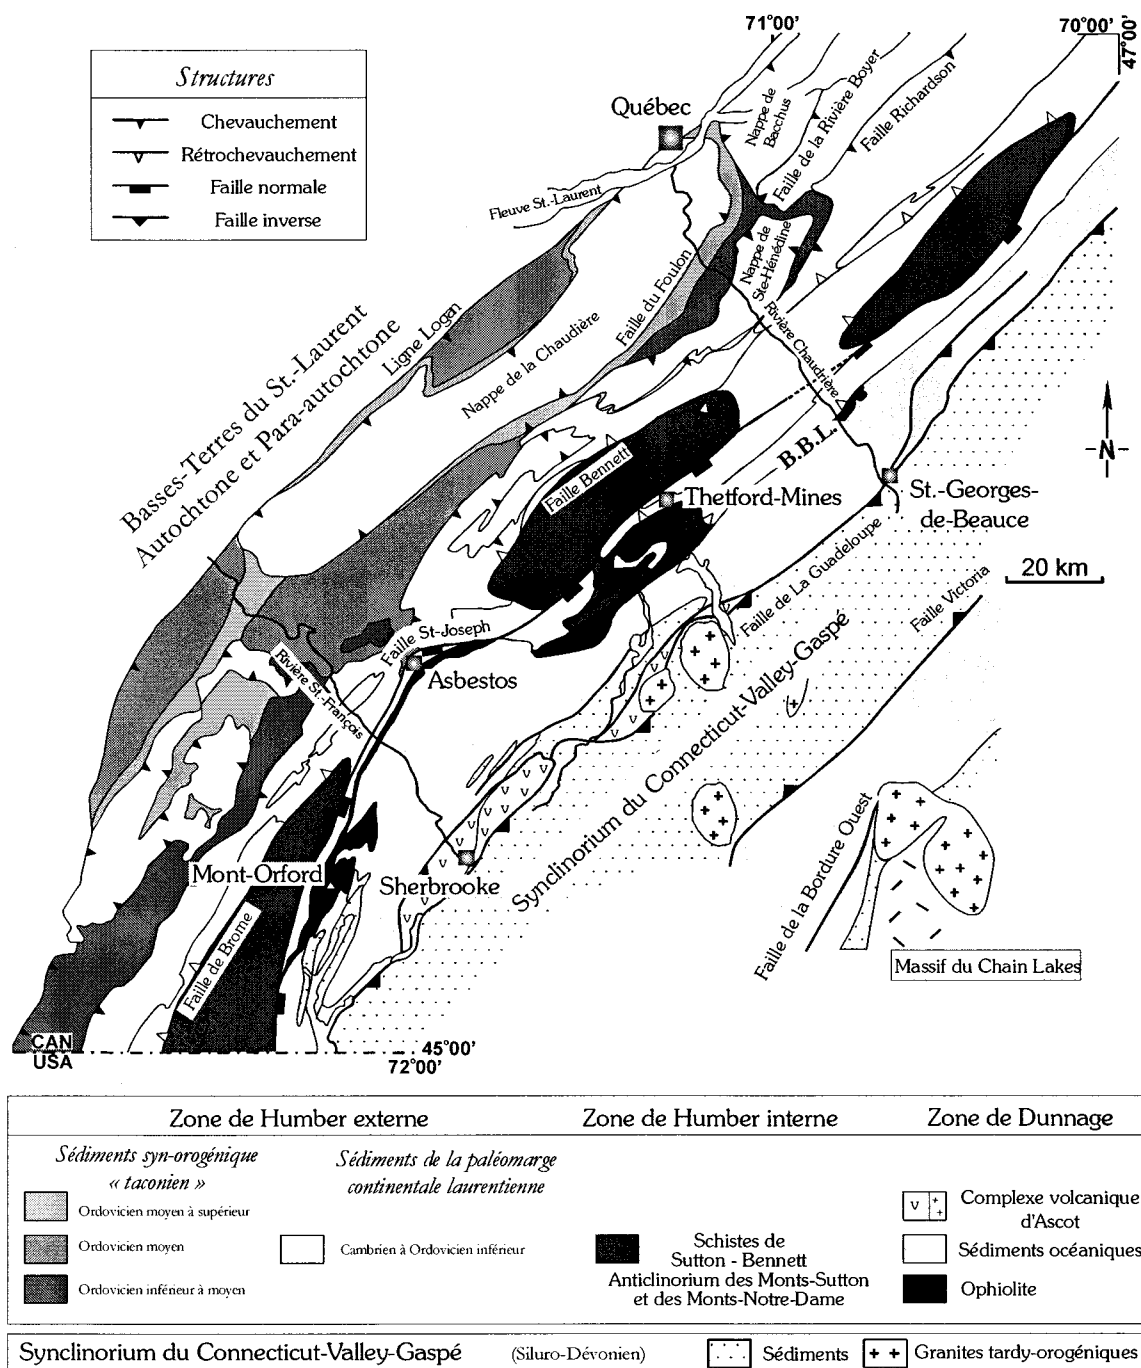 71°00'
70°00'
47°00'
Structures
Chevauchement
Rétrochevauchement
Faille normale
Faille inverse
Québec
Nappe de
Bacchus
Faille de la Rivière Boyer
Faille Richardson
Fleuve St.-Laurent
Nappe de
Ste-Hénédine
Faille du Foulon
Rivière Chaudière
Ligne Logan
Nappe de la Chaudière
Basses-Terres du St.-Laurent
Autochtone et Para-autochtone
B.B.L.
Faille Bennett
Thetford-Mines
St.-Georges-
de-Beauce
N
20 km
Faille de La Guadeloupe
Faille Victoria
Faille St-Joseph
Asbestos
Rivière St.-François
Synclinorium du Connecticut-Valley-Gaspé
Mont-Orford
Sherbrooke
Faille de Brome
Faille de la Bordure Ouest
Massif du Chain Lakes
CAN
USA
45°00'
72°00'
Zone de Humber externe
Zone de Humber interne
Zone de Dunnage
Sédiments syn-orogénique
« taconien »
Sédiments de la paléomarge
continentale laurentienne
Ordovicien moyen à supérieur
Ordovicien moyen
Ordovicien inférieur à moyen
Cambrien à Ordovicien inférieur
Schistes de
Sutton - Bennett
Anticlinorium des Monts-Sutton
et des Monts-Notre-Dame
Complexe volcanique
d'Ascot
Sédiments océaniques
Ophiolite
Synclinorium du Connecticut-Valley-Gaspé
(Siluro-Dévonien)
Sédiments
Granites tardy-orogéniques